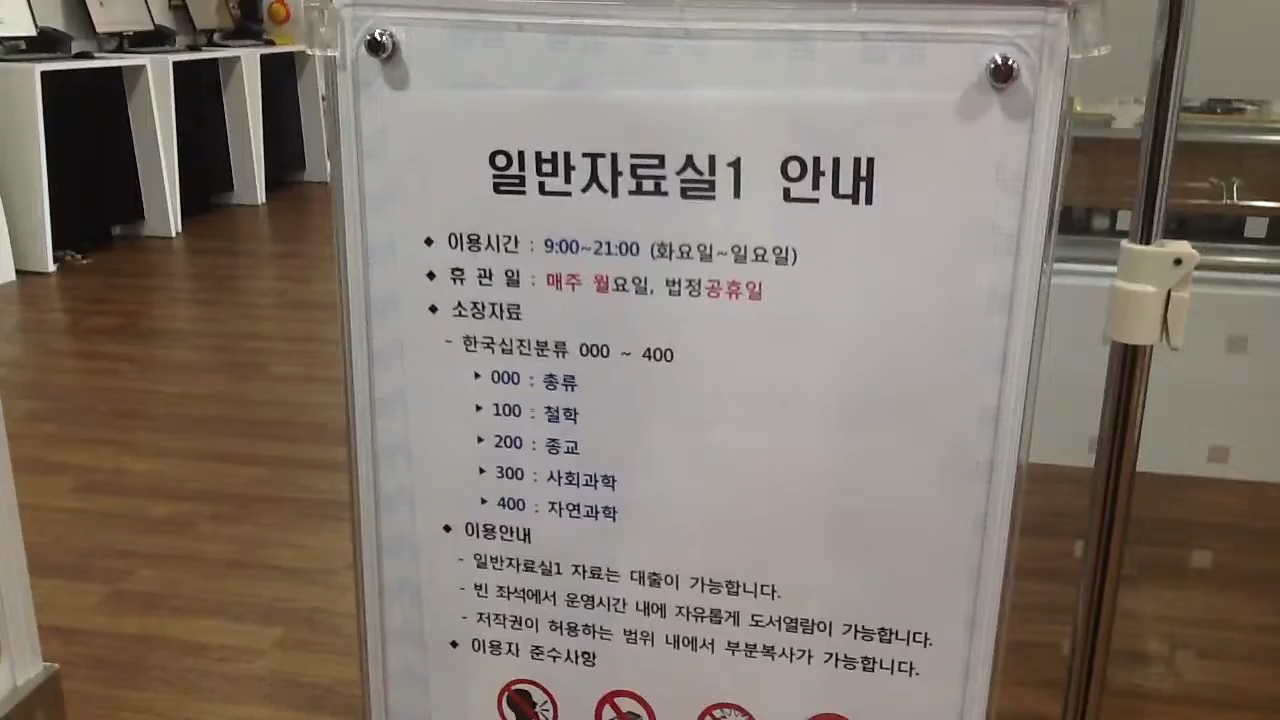 일반자료실1 안내
◆ 이용시간 : 9:00~21:00 (화요일~일요일)
◆ 휴 관 일 : 매주 월요일, 법정공휴일
◆ 소장자료
- 한국십진분류 000 ~ 400
▶ 000 : 총류
▶ 100 : 철학
▶ 200 : 종교
▶ 300 : 사회과학
▶ 400 : 자연과학
◆ 이용안내
- 일반자료실1 자료는 대출이 가능합니다.
- 빈 좌석에서 운영시간 내에 자유롭게 도서열람이 가능합니다.
- 저작권이 허용하는 범위 내에서 부분복사가 가능합니다.
◆ 이용자 준수사항